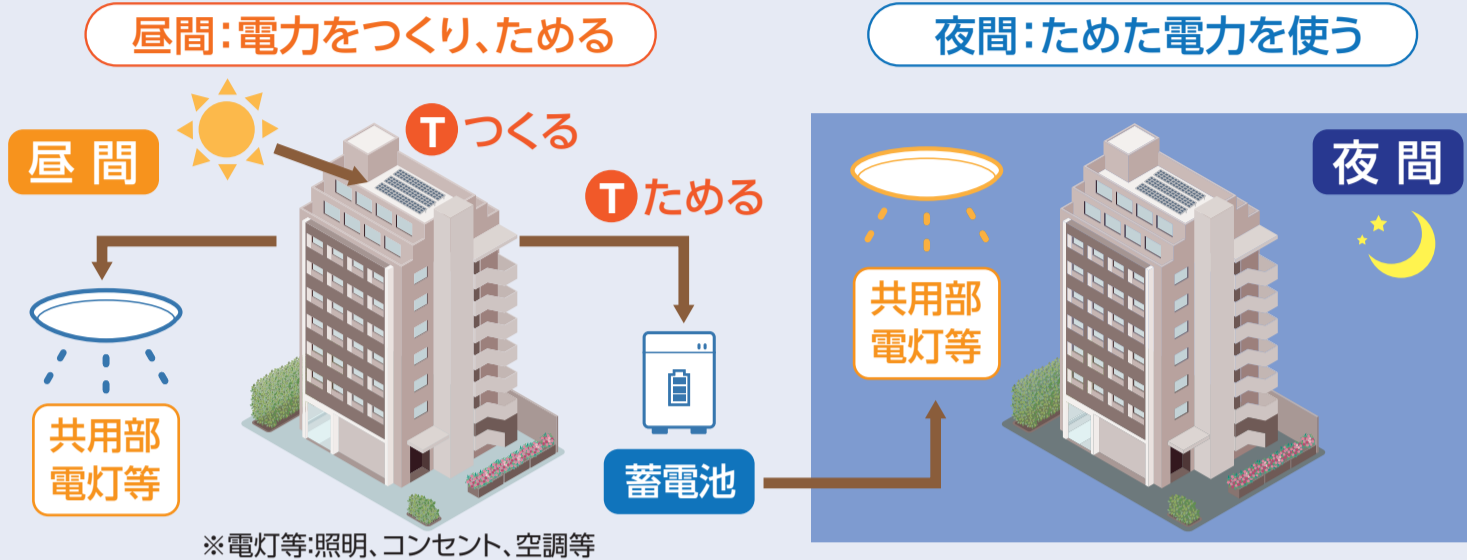 昼間：電力をつくり、ためる
夜間：ためた電力を使う
昼間
T つくる
T ためる
共用部
電灯等
蓄電池
※電灯等：照明、コンセント、空調等
夜間
共用部
電灯等